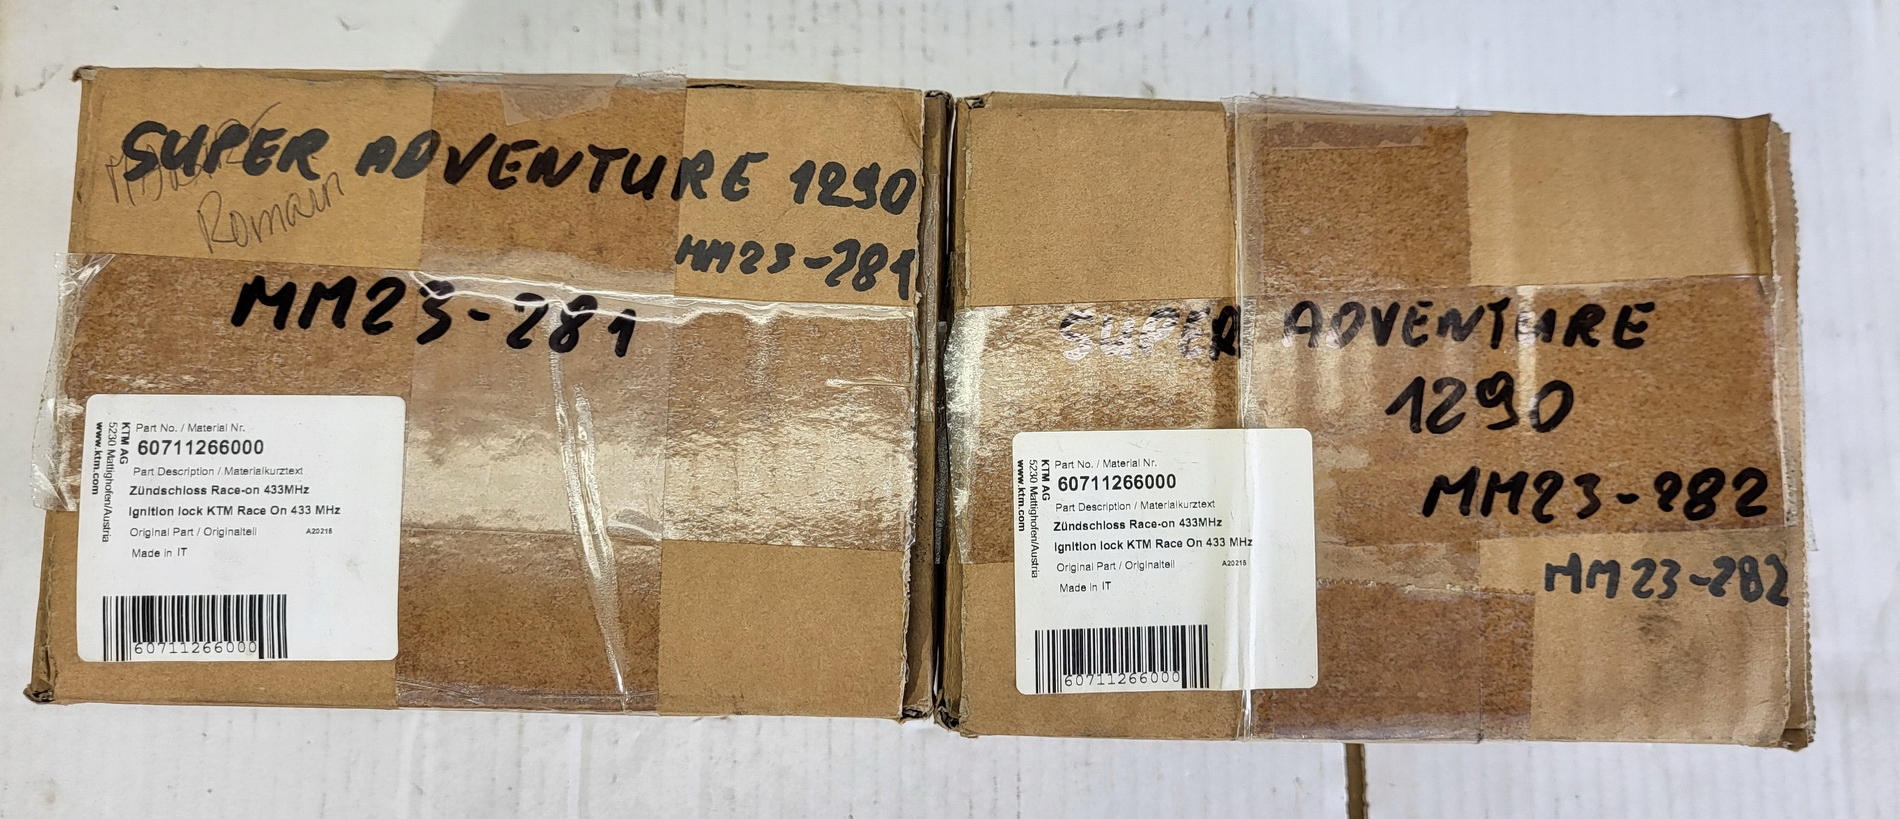 SUPER ADVENTURE 1290
Romain
MM23-281
MM23-281
KTM AG
5230 Mattighofen/Austria
www.ktm.com
Part No. / Material Nr.
60711266000
Part Description / Materialkurztext
Zündschloss Race-on 433MHz
Ignition lock KTM Race On 433 MHz
Original Part / Originalteil A20215
Made in IT
60711266000
SUPER ADVENTURE
1290
MM23-282
MM23-282
KTM AG
5230 Mattighofen/Austria
www.ktm.com
Part No. / Material Nr.
60711266000
Part Description / Materialkurztext
Zündschloss Race-on 433MHz
Ignition lock KTM Race On 433 MHz
Original Part / Originalteil A20215
Made in IT
60711266000